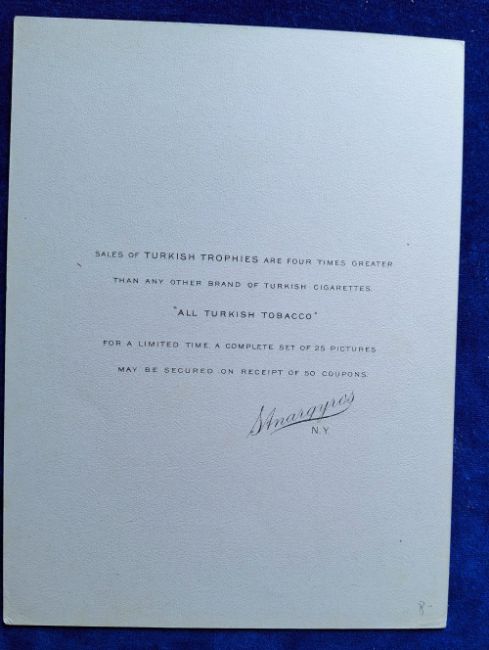 SALES OF TURKISH TROPHIES ARE FOUR TIMES GREATER
THAN ANY OTHER BRAND OF TURKISH CIGARETTES.
"ALL TURKISH TOBACCO"
FOR A LIMITED TIME, A COMPLETE SET OF 25 PICTURES
MAY BE SECURED ON RECEIPT OF 50 COUPONS.
S. Anargyros
N.Y.